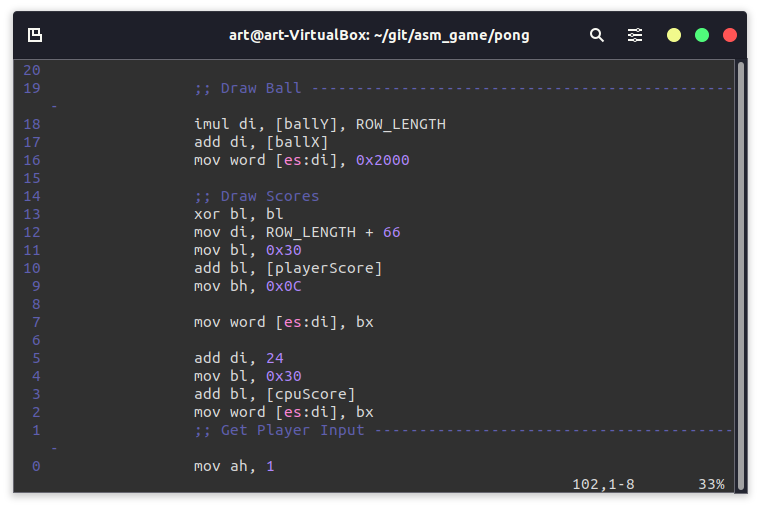 art@art-VirtualBox: ~/git/asm_game/pong
20
19 ;; Draw Ball -----------------------------------------------
-
18 imul di, [ballY], ROW_LENGTH
17 add di, [ballX]
16 mov word [es:di], 0x2000
15
14 ;; Draw Scores
13 xor bl, bl
12 mov di, ROW_LENGTH + 66
11 mov bl, 0x30
10 add bl, [playerScore]
9 mov bh, 0x0C
8
7 mov word [es:di], bx
6
5 add di, 24
4 mov bl, 0x30
3 add bl, [cpuScore]
2 mov word [es:di], bx
1 ;; Get Player Input ----------------------------------------
-
0 mov ah, 1
102,1-8 33%